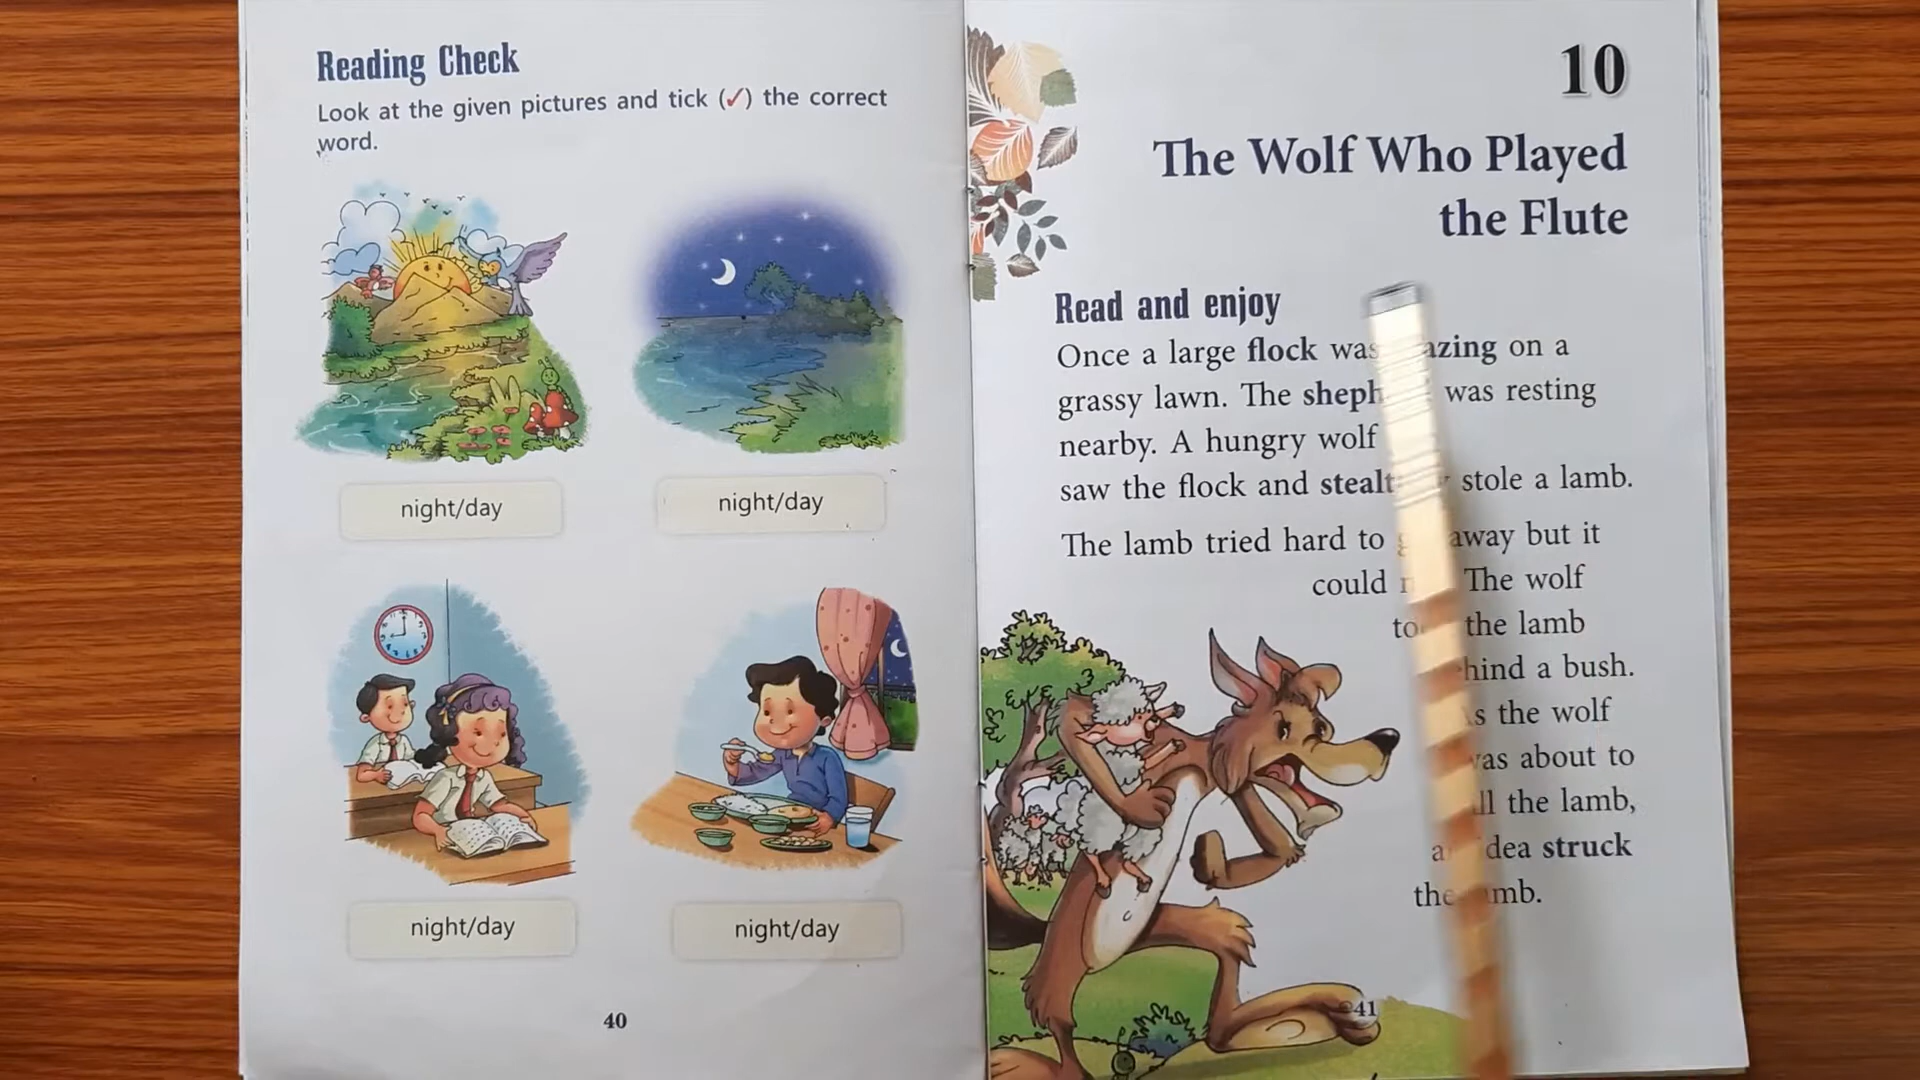 Reading Check
Look at the given pictures and tick (✓) the correct
word.
night/day
night/day
night/day
night/day
40
10
The Wolf Who Played
the Flute
Read and enjoy
Once a large flock was on a
grassy lawn. The was resting
nearby. A hungry wolf
saw the flock and stole a lamb.
The lamb tried hard to away but it
could The wolf
the lamb
a bush.
the wolf
about to
the lamb,
struck
the
41